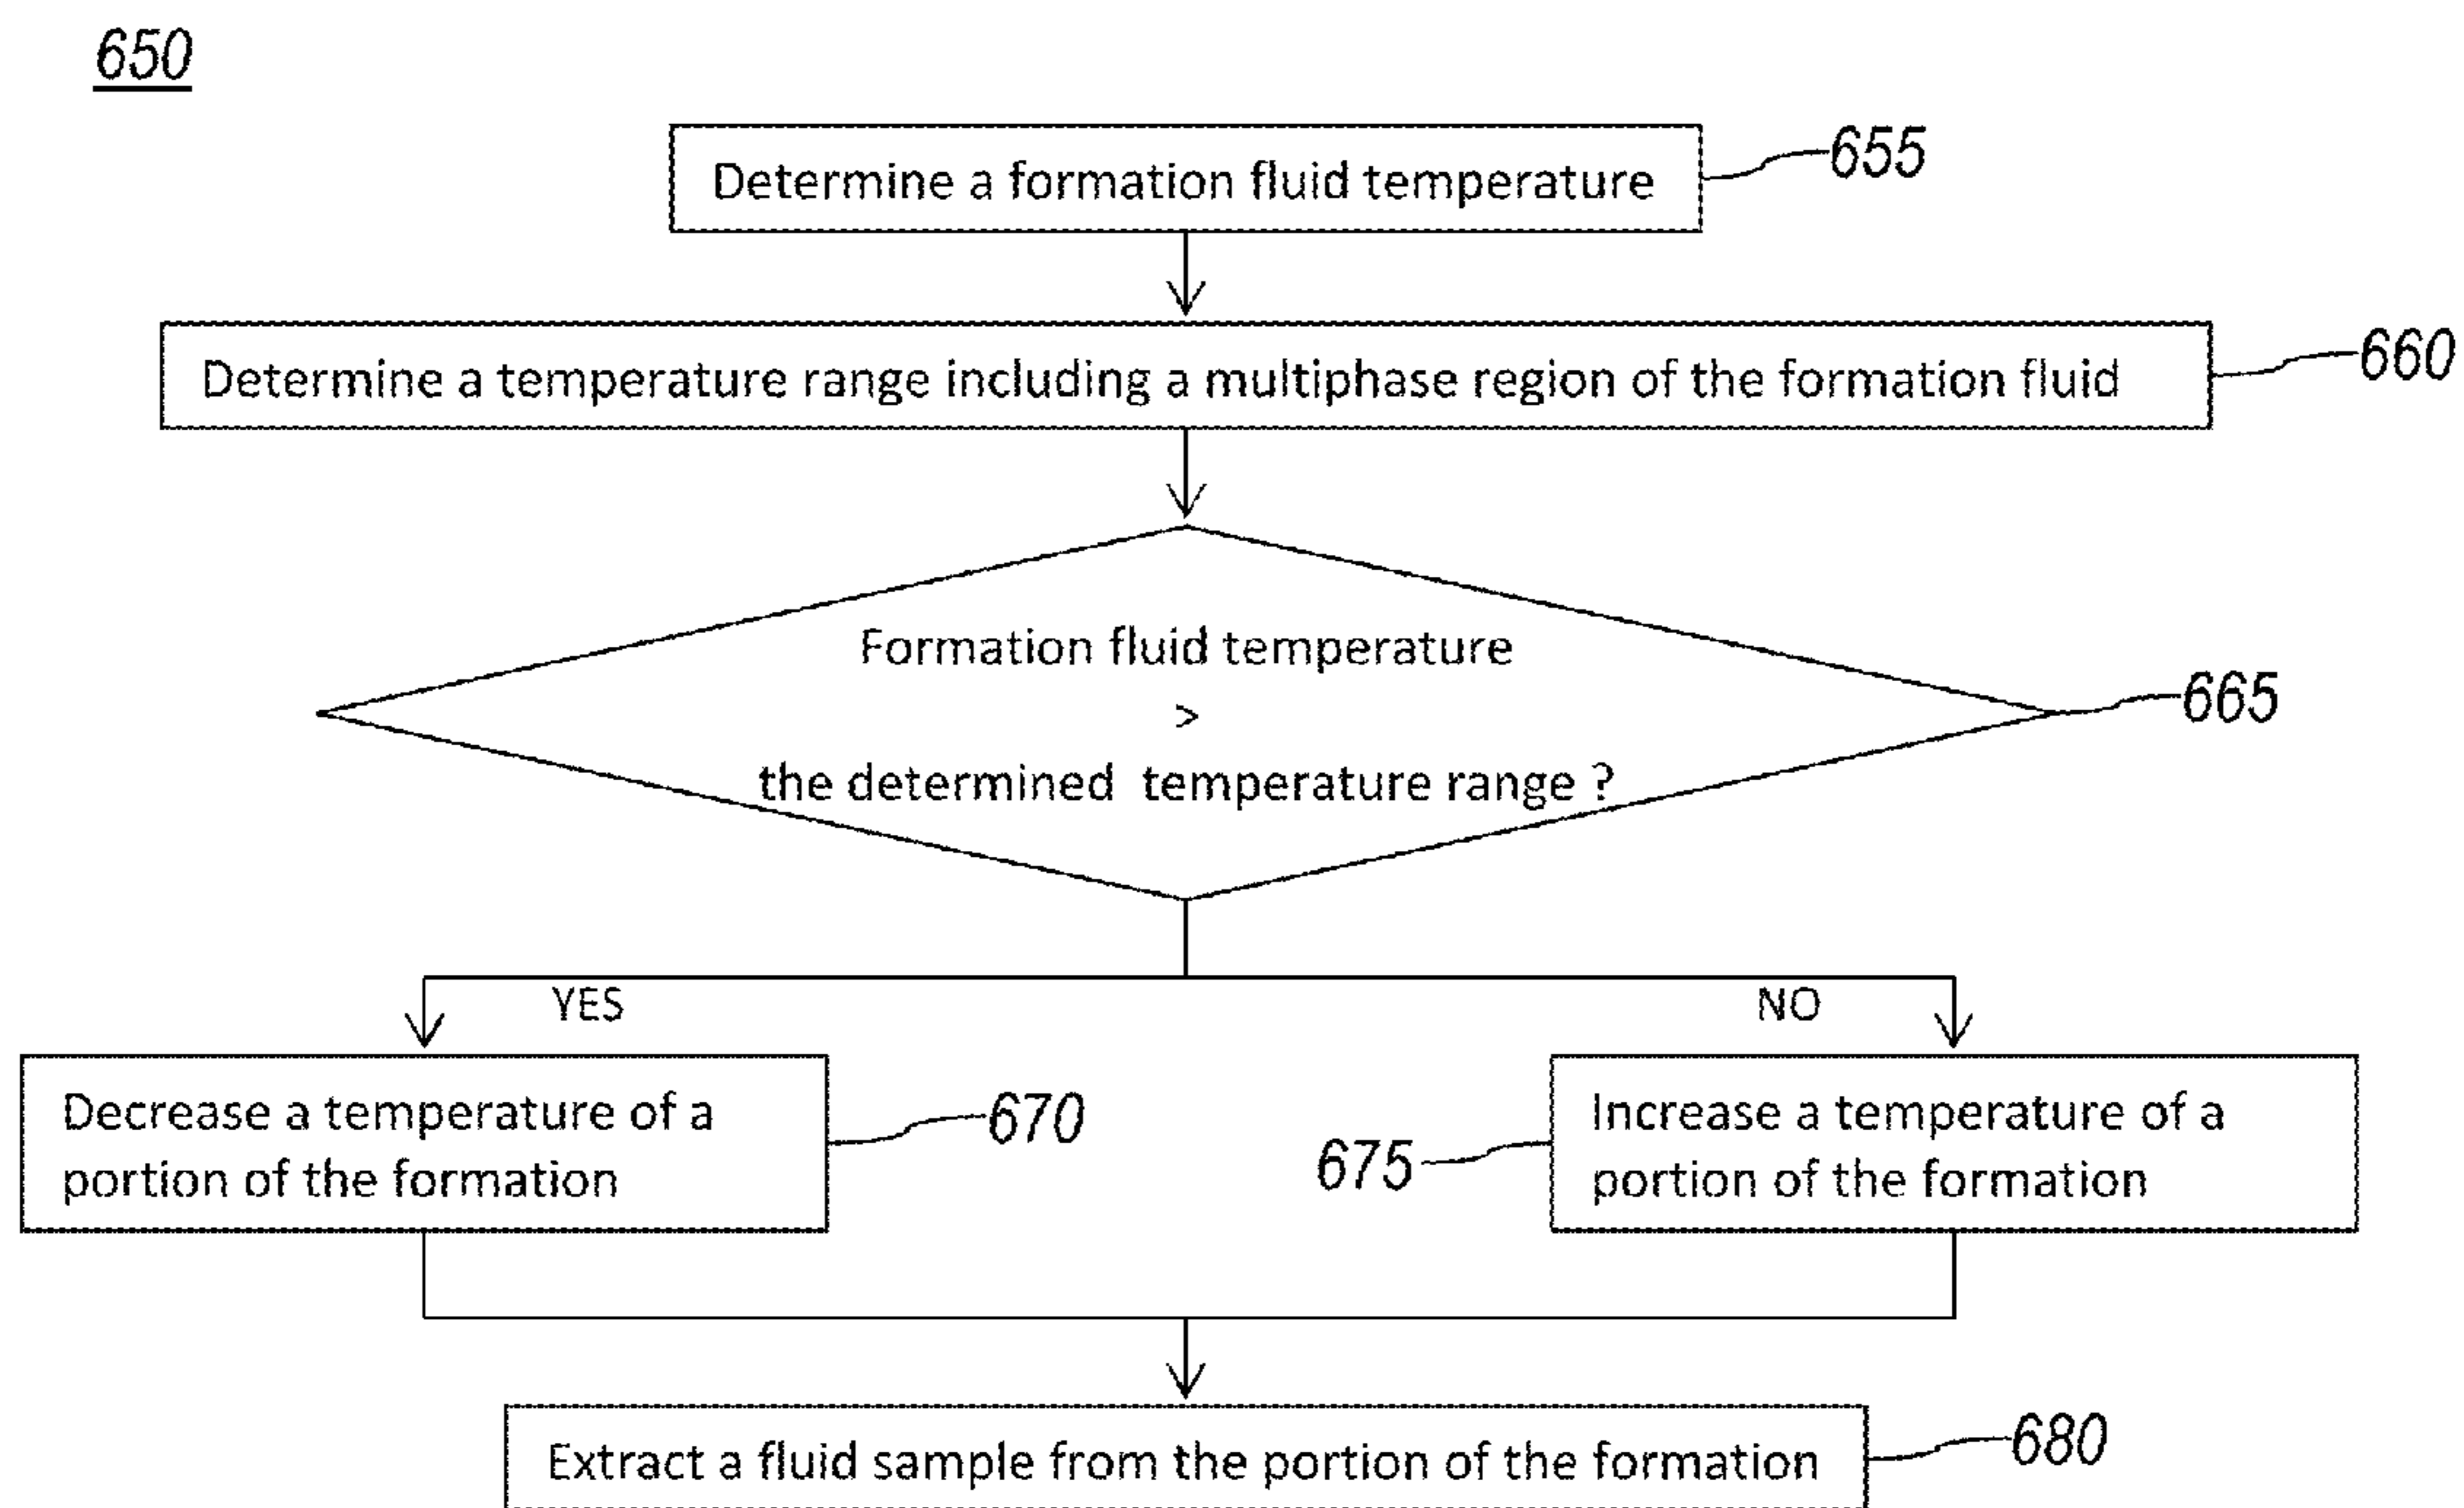 650
Determine a formation fluid temperature
655
Determine a temperature range including a multiphase region of the formation fluid
660
Formation fluid temperature
>
the determined temperature range ?
665
YES
NO
Decrease a temperature of a
portion of the formation
670
675
Increase a temperature of a
portion of the formation
Extract a fluid sample from the portion of the formation
680